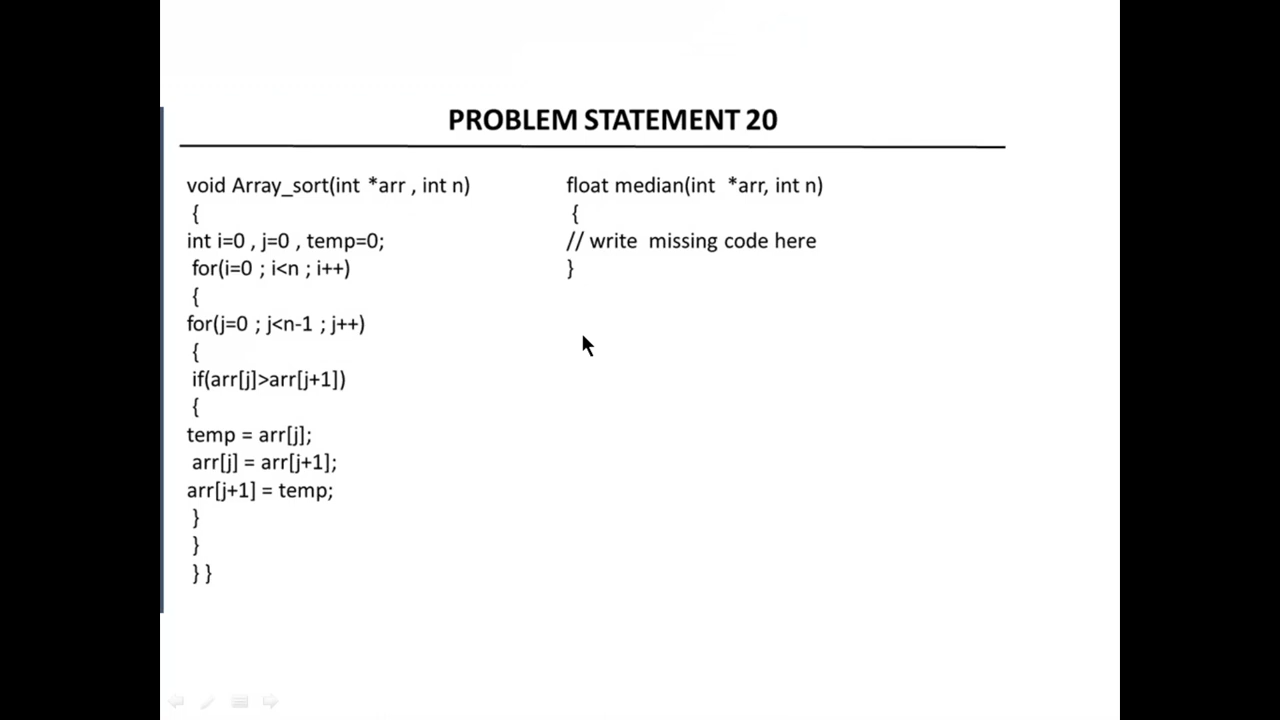 PROBLEM STATEMENT 20
void Array_sort(int *arr , int n)
{
int i=0 , j=0 , temp=0;
for(i=0 ; i<n ; i++)
{
for(j=0 ; j<n-1 ; j++)
{
if(arr[j]>arr[j+1])
{
temp = arr[j];
arr[j] = arr[j+1];
arr[j+1] = temp;
}
}
} }
float median(int *arr, int n)
{
// write missing code here
}